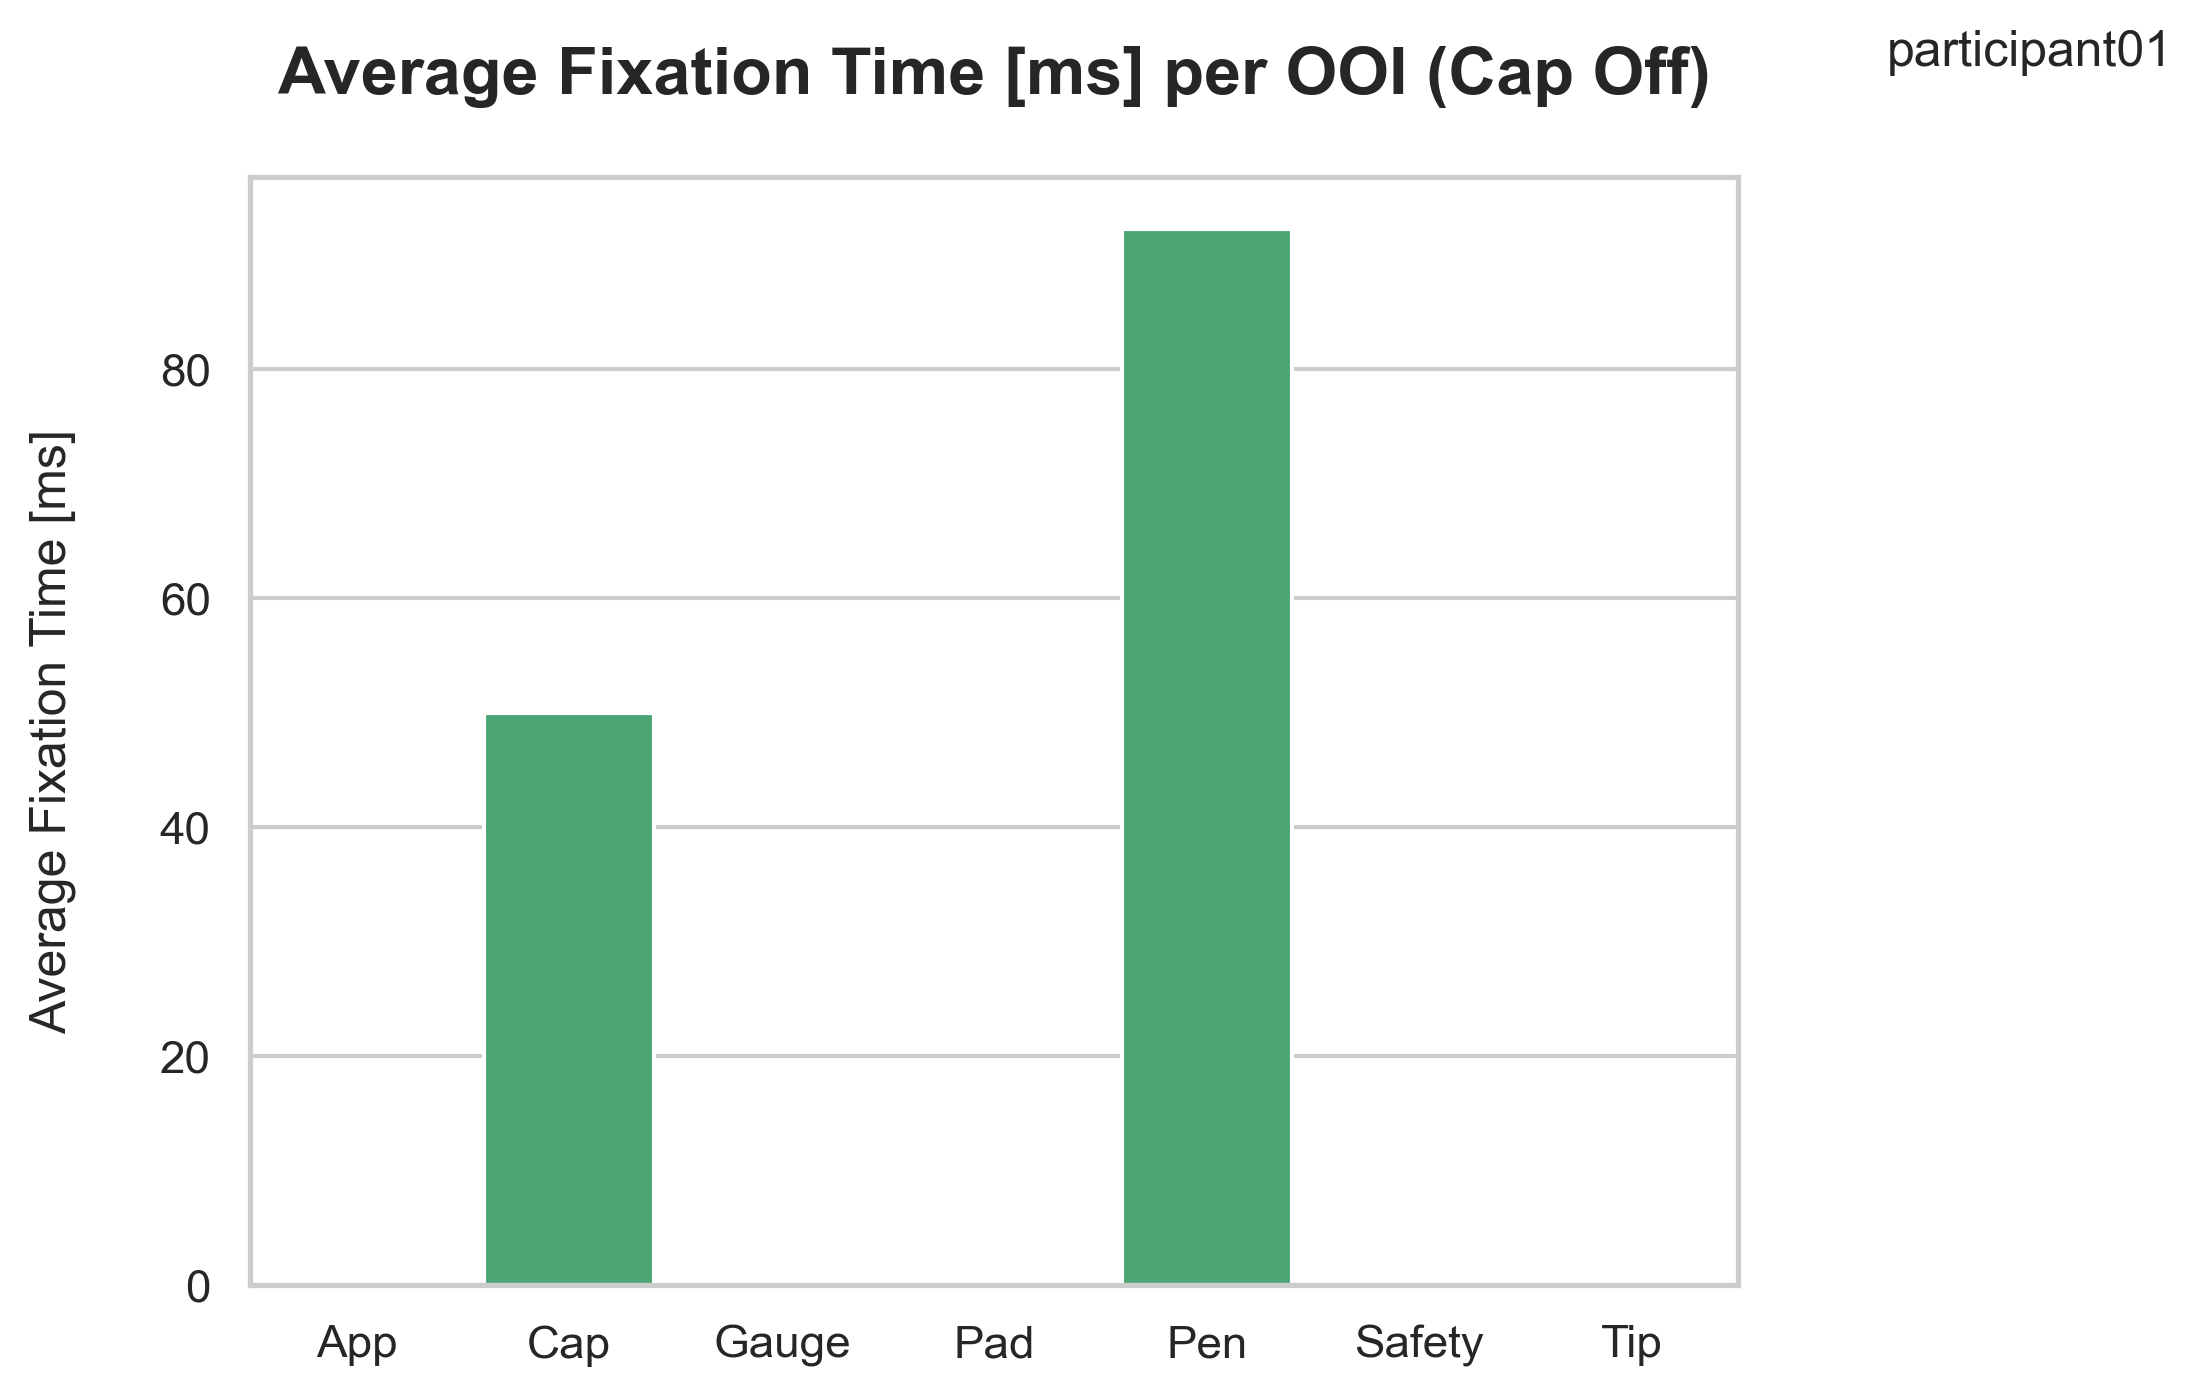 Average Fixation Time [ms] per OOI (Cap Off)
participant01
Average Fixation Time [ms]
80
60
40
20
0
App Cap Gauge Pad Pen Safety Tip